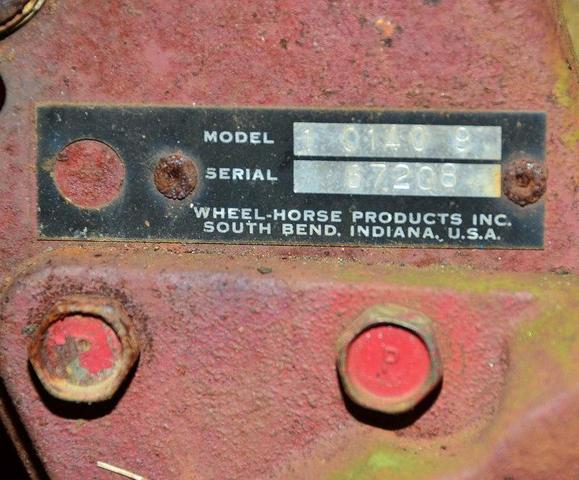 MODEL 1 0140 9
SERIAL 67208
WHEEL-HORSE PRODUCTS INC.
SOUTH BEND, INDIANA, U.S.A.